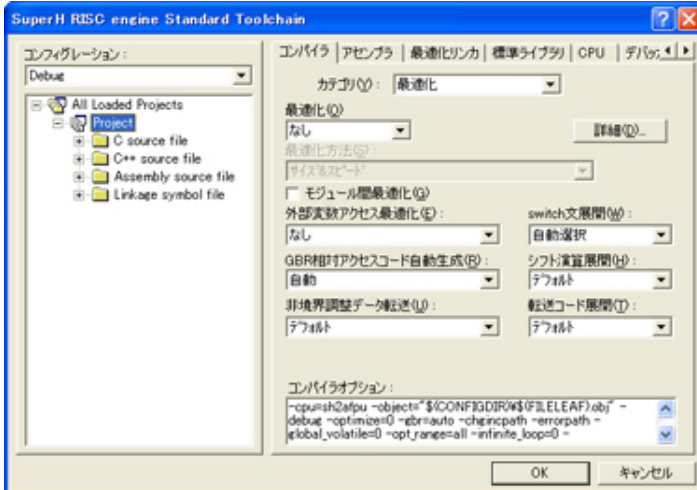 SuperH RISC engine Standard Toolchain
コンフィグレーション :
Debug
All Loaded Projects
Project
C source file
C++ source file
Assembly source file
Linkage symbol file
コンパイラ アセンブラ 最適化リンカ 標準ライブラリ CPU デバッ
カテゴリ(Y) : 最適化
最適化(O)
なし
詳細(D)...
最適化方法(S) :
サイズ&スピード
モジュール間最適化(G)
外部変数アクセス最適化(E) : switch文展開(W) :
なし 自動選択
GBR相対アクセスコード自動生成(R) : シフト演算展開(H) :
自動 デフォルト
非境界調整データ転送(U) : 転送コード展開(T) :
デフォルト デフォルト
コンパイラオプション :
-cpu=sh2afpu -object="$(CONFIGDIR)¥$(FILELEAF).obj" -
debug -optimize=0 -gbr=auto -chgincpath -errorpath -
global_volatile=0 -opt_range=all -infinite_loop=0 -
OK キャンセル